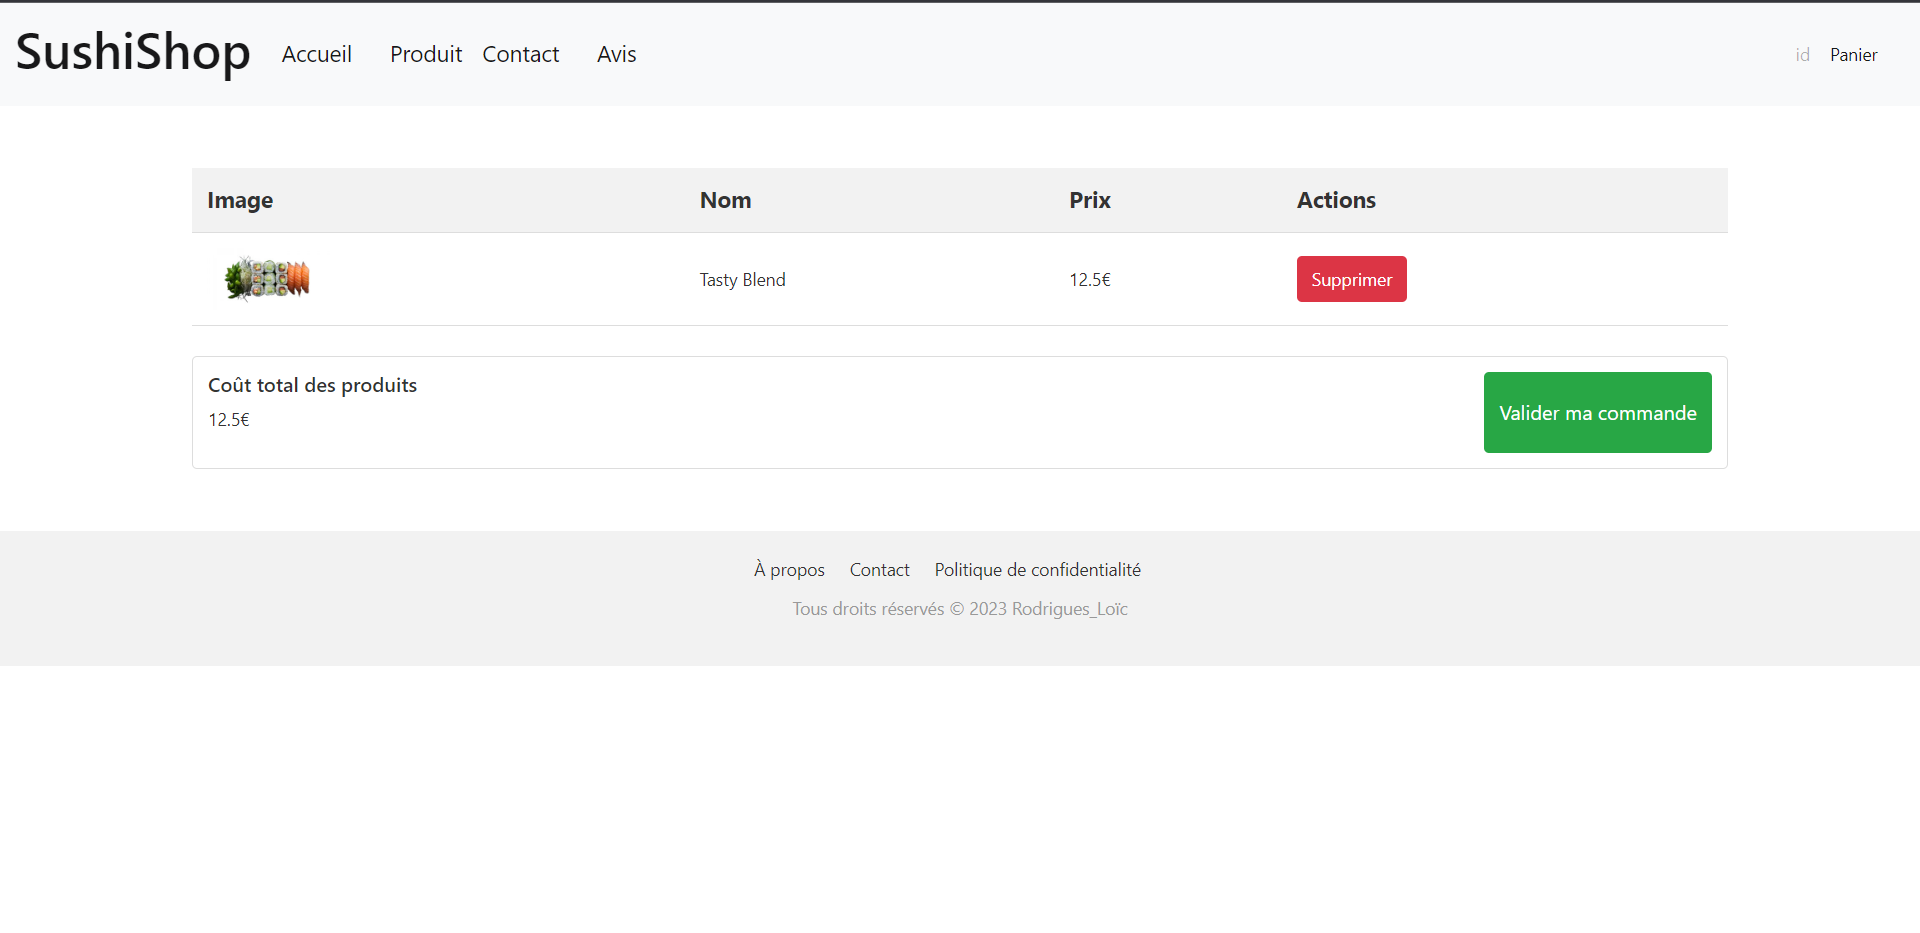 SushiShop Accueil Produit Contact Avis id Panier
Image Nom Prix Actions
Tasty Blend 12.5€ Supprimer
Coût total des produits
12.5€
Valider ma commande
À propos Contact Politique de confidentialité
Tous droits réservés © 2023 Rodrigues_Loïc